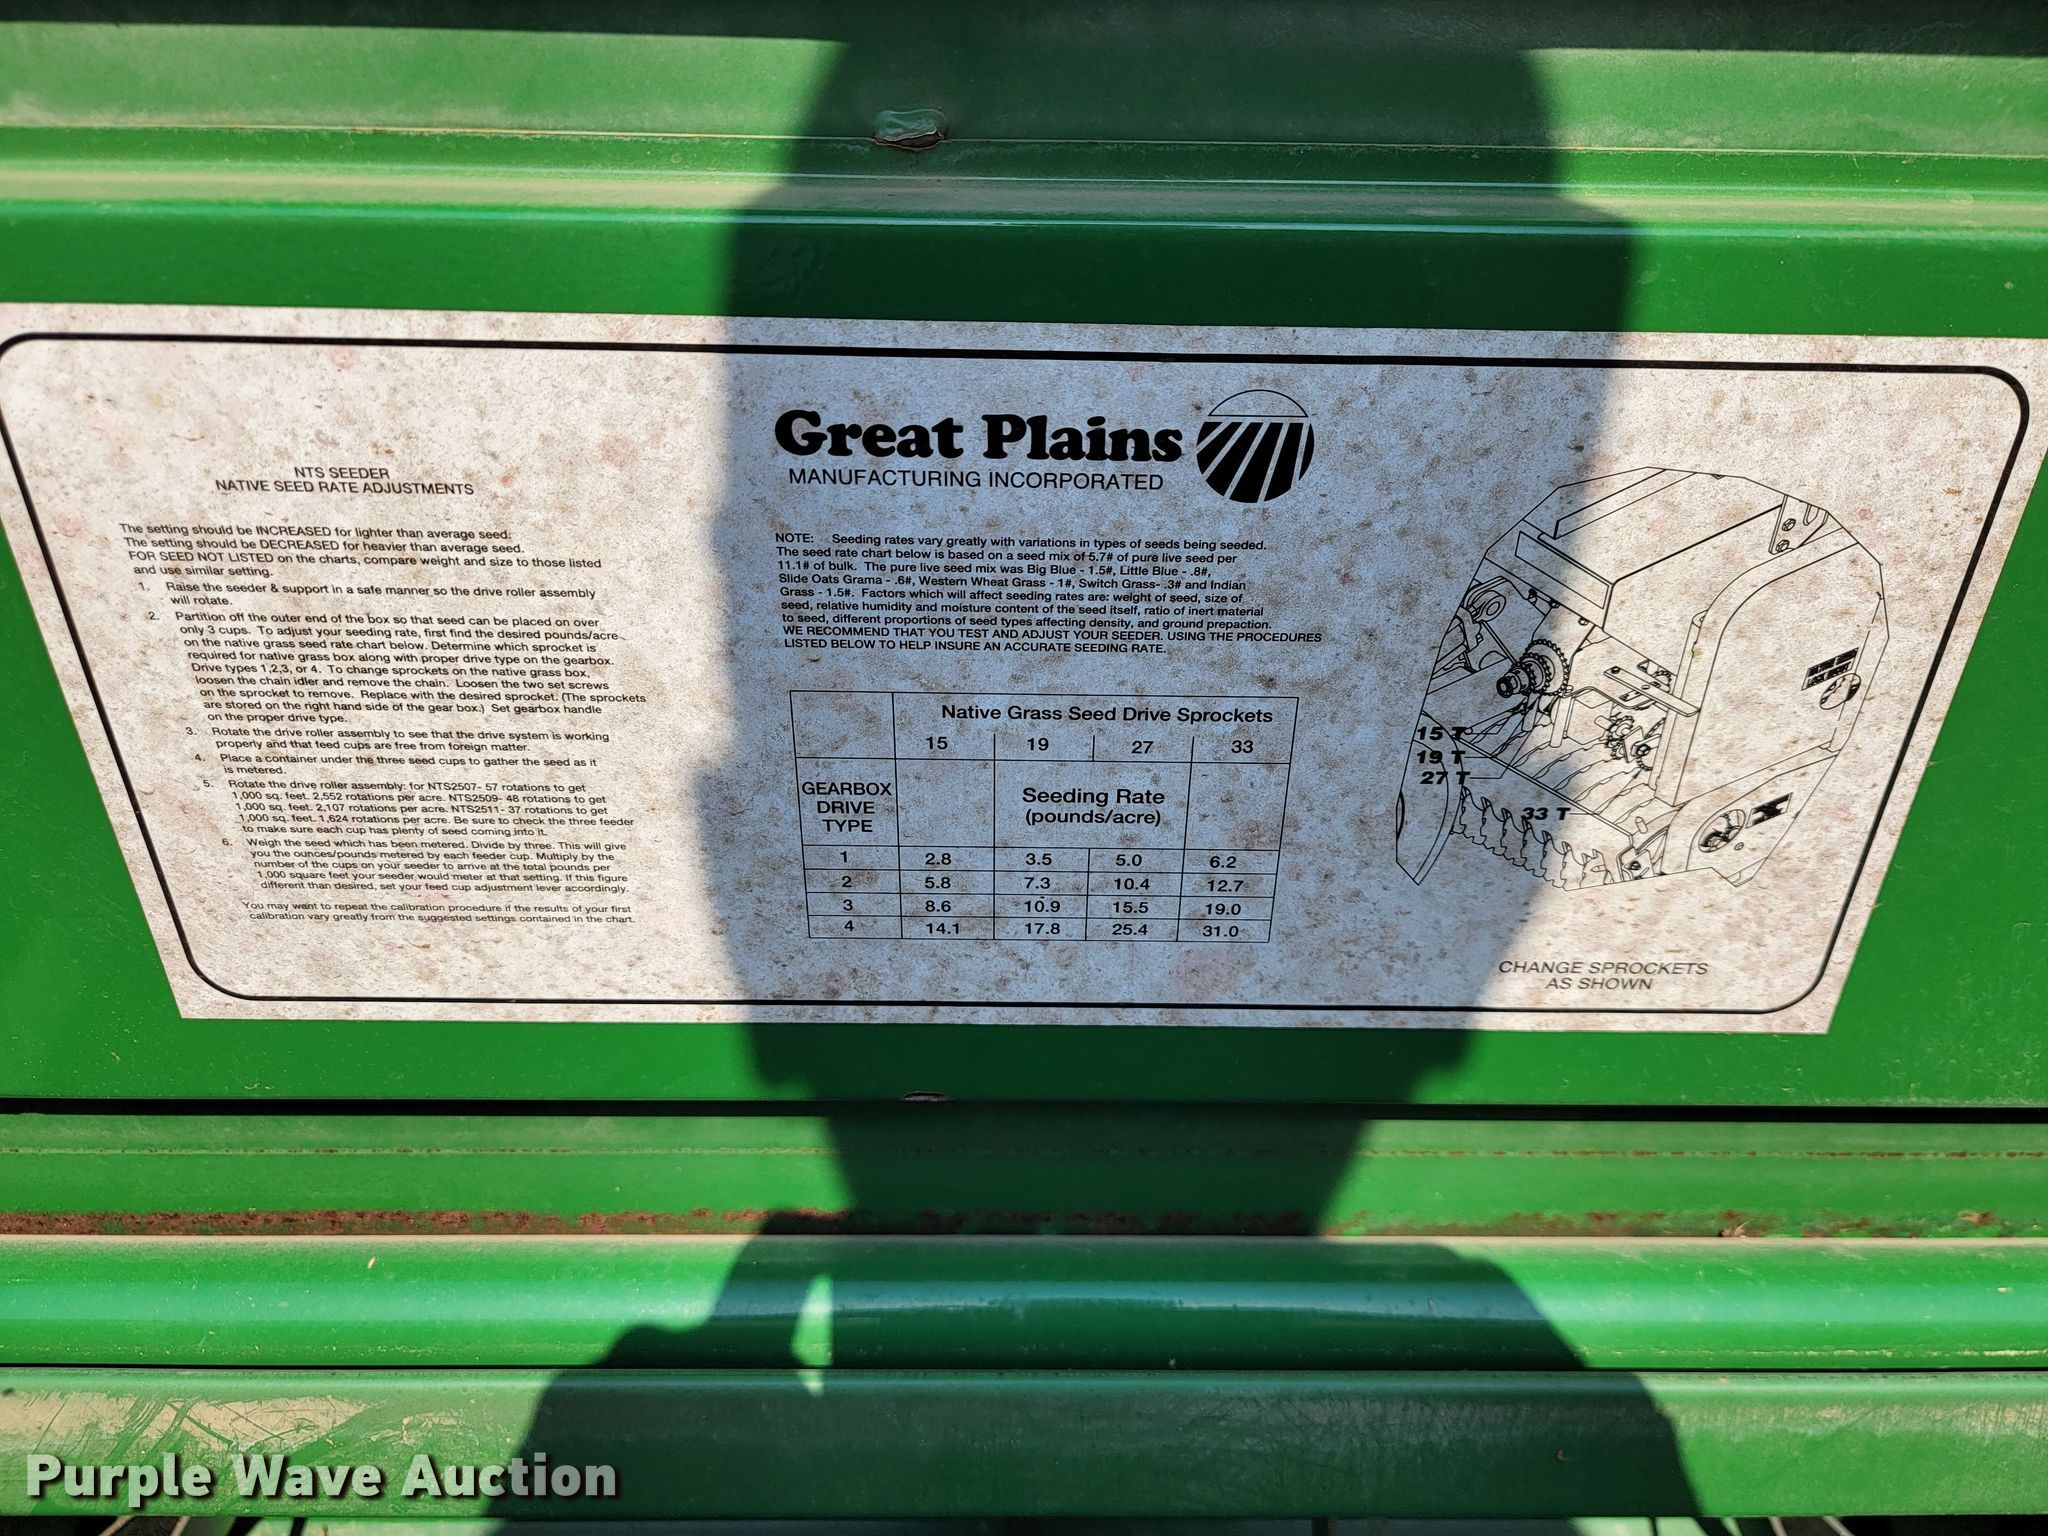 NTS SEEDER
NATIVE SEED RATE ADJUSTMENTS
The setting should be INCREASED for lighter than average seed.
The setting should be DECREASED for heavier than average seed.
FOR SEED NOT LISTED on the charts, compare weight and size to those listed
and use similar setting.
1. Raise the seeder & support in a safe manner so the drive roller assembly
will rotate.
2. Partition off the outer end of the box so that seed can be placed on over
only 3 cups. To adjust your seeding rate, first find the desired pounds/acre
on the native grass seed rate chart below. Determine which sprocket is
required for native grass box along with proper drive type on the gearbox.
Drive types 1,2,3, or 4. To change sprockets on the native grass box,
loosen the chain idler and remove the chain. Loosen the two set screws
on the sprocket to remove. Replace with the desired sprocket. (The sprockets
are stored on the right hand side of the gear box.) Set gearbox handle
on the proper drive type.
3. Rotate the drive roller assembly to see that the drive system is working
properly and that feed cups are free from foreign matter.
4. Place a container under the three seed cups to gather the seed as it
is metered.
5. Rotate the drive roller assembly: for NTS2507- 57 rotations to get
1,000 sq. feet. 2,552 rotations per acre. NTS2509- 48 rotations to get
1,000 sq. feet. 2,107 rotations per acre. NTS2511- 37 rotations to get
1,000 sq. feet. 1,624 rotations per acre. Be sure to check the three feeder
to make sure each cup has plenty of seed coming into it.
6. Weigh the seed which has been metered. Divide by three. This will give
you the ounces/pounds metered by each feeder cup. Multiply by the
number of the cups on your seeder to arrive at the total pounds per
1,000 square feet your seeder would meter at that setting. If this figure
different than desired, set your feed cup adjustment lever accordingly.
You may want to repeat the calibration procedure if the results of your first
calibration vary greatly from the suggested settings contained in the chart.
Great Plains
MANUFACTURING INCORPORATED
NOTE: Seeding rates vary greatly with variations in types of seeds being seeded.
The seed rate chart below is based on a seed mix of 5.7# of pure live seed per
11.1# of bulk. The pure live seed mix was Big Blue - 1.5#, Little Blue - .8#,
Slide Oats Grama - .6#, Western Wheat Grass - 1#, Switch Grass- .3# and Indian
Grass - 1.5#. Factors which will affect seeding rates are: weight of seed, size of
seed, relative humidity and moisture content of the seed itself, ratio of inert material
to seed, different proportions of seed types affecting density, and ground prepaction.
WE RECOMMEND THAT YOU TEST AND ADJUST YOUR SEEDER. USING THE PROCEDURES
LISTED BELOW TO HELP INSURE AN ACCURATE SEEDING RATE.
Native Grass Seed Drive Sprockets
15 19 27 33
GEARBOX
DRIVE
TYPE
Seeding Rate
(pounds/acre)
1 2.8 3.5 5.0 6.2
2 5.8 7.3 10.4 12.7
3 8.6 10.9 15.5 19.0
4 14.1 17.8 25.4 31.0
15 T
19 T
27 T
33 T
CHANGE SPROCKETS
AS SHOWN
Purple Wave Auction